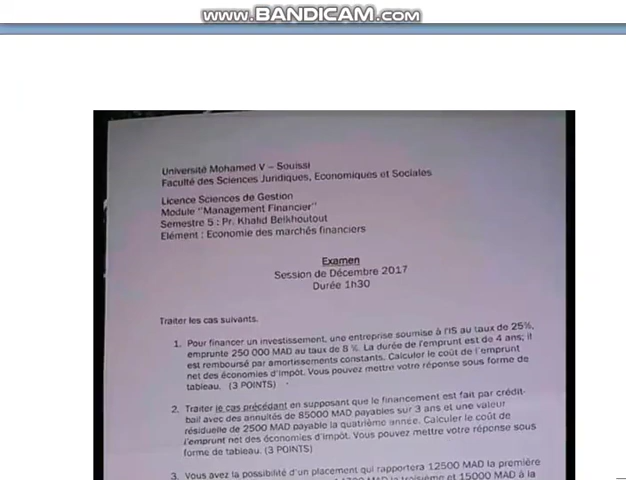 www.BANDICAM.com
Université Mohamed V – Souissi
Faculté des Sciences Juridiques, Economiques et Sociales
Licence Sciences de Gestion
Module "Management Financier"
Semestre 5 : Pr. Khalid Belkhoutout
Elément : Economie des marchés financiers
Examen
Session de Décembre 2017
Durée 1h30
Traiter les cas suivants.
1. Pour financer un investissement, une entreprise soumise à l'IS au taux de 25%,
emprunte 250 000 MAD au taux de 8 %. La durée de l'emprunt est de 4 ans; il
est remboursé par amortissements constants. Calculer le coût de l'emprunt
net des économies d'impôt. Vous pouvez mettre votre réponse sous forme de
tableau. (3 POINTS)
2. Traiter le cas précédant en supposant que le financement est fait par crédit-
bail avec des annuités de 85000 MAD payables sur 3 ans et une valeur
résiduelle de 2500 MAD payable la quatrième année. Calculer le coût de
l'emprunt net des économies d'impôt. Vous pouvez mettre votre réponse sous
forme de tableau. (3 POINTS)
3. Vous avez la possibilité d'un placement qui rapportera 12500 MAD la première
MAD la troisième et 15000 MAD à la